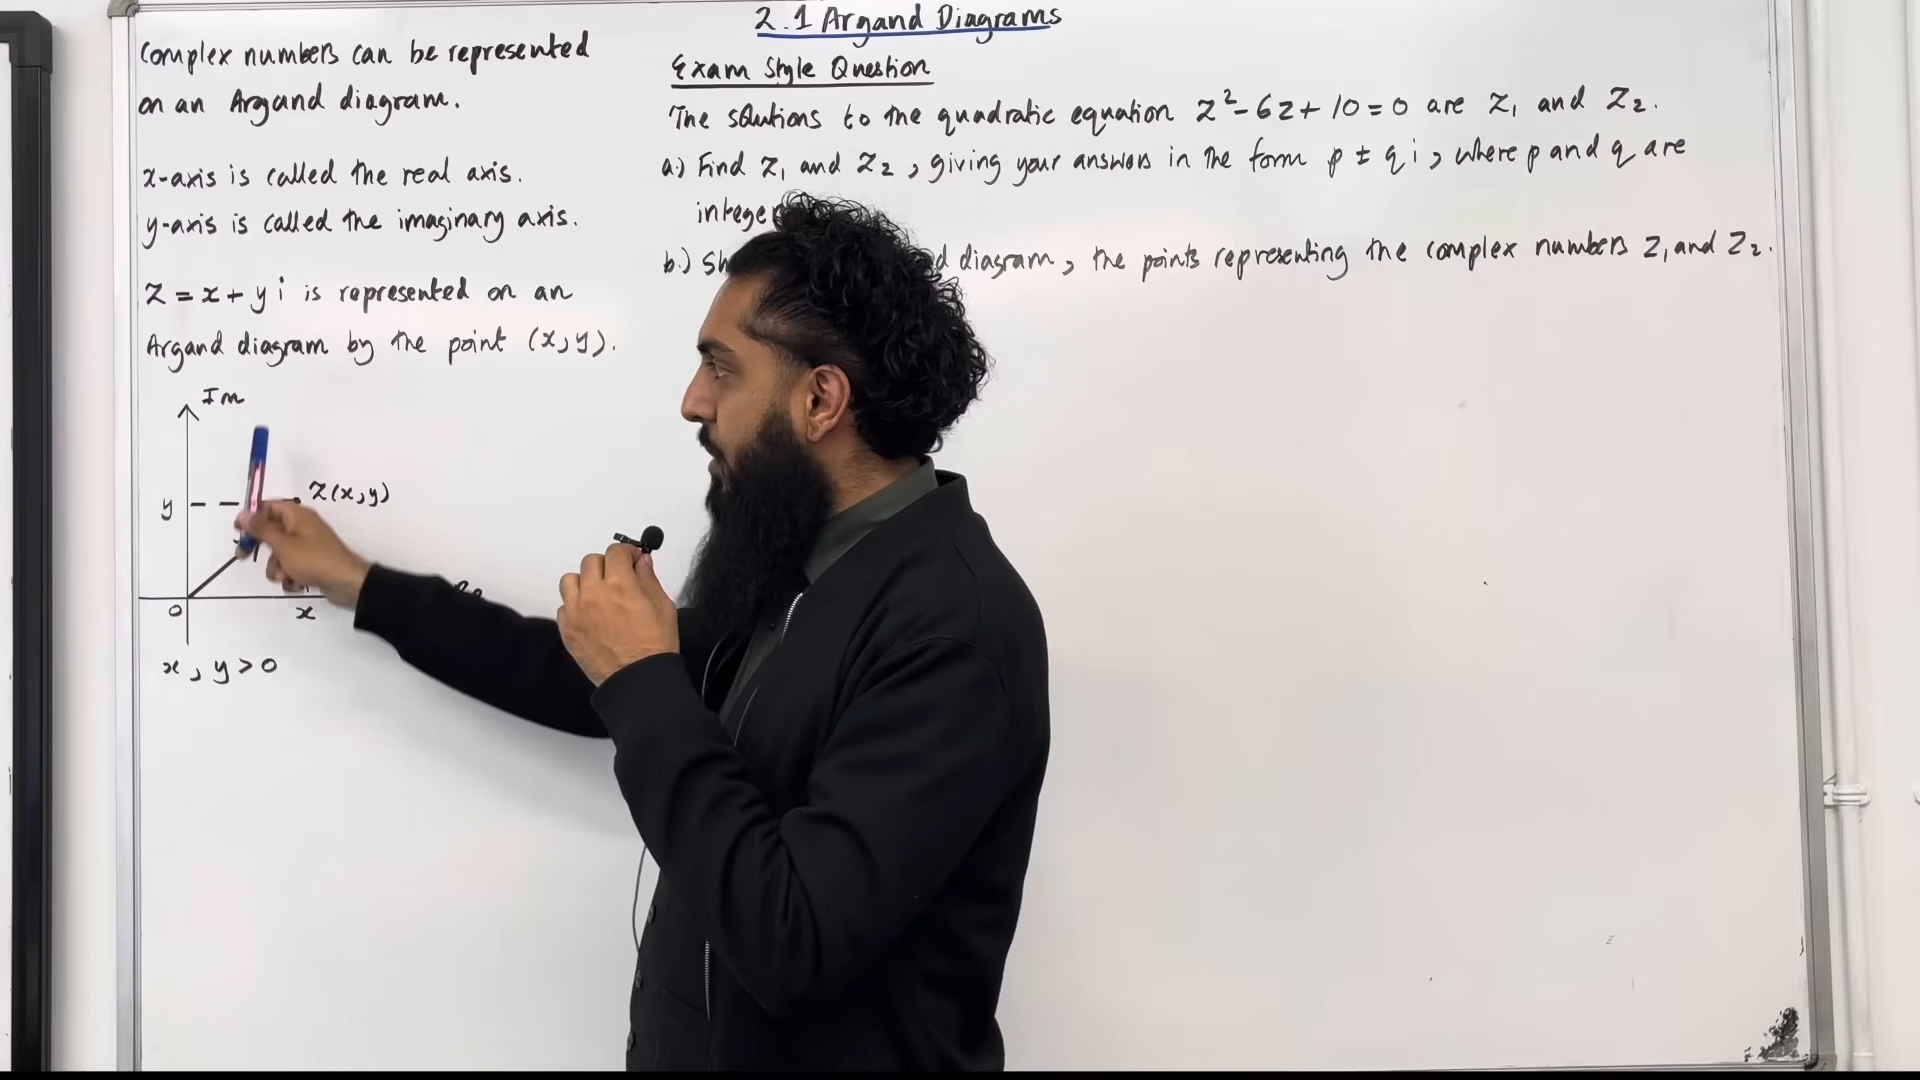 2.1 Argand Diagrams
Complex numbers can be represented
on an Argand diagram.
x-axis is called the real axis.
y-axis is called the imaginary axis.
z = x + yi is represented on an
Argand diagram by the point (x,y).
Im
y
z(x,y)
0
x
x, y > 0
Exam Style Question
The solutions to the quadratic equation z² - 6z + 10 = 0 are z₁ and z₂.
a.) Find z₁ and z₂, giving your answers in the form p ± qi, where p and q are
b.) diagram, the points representing the complex numbers z₁ and z₂.